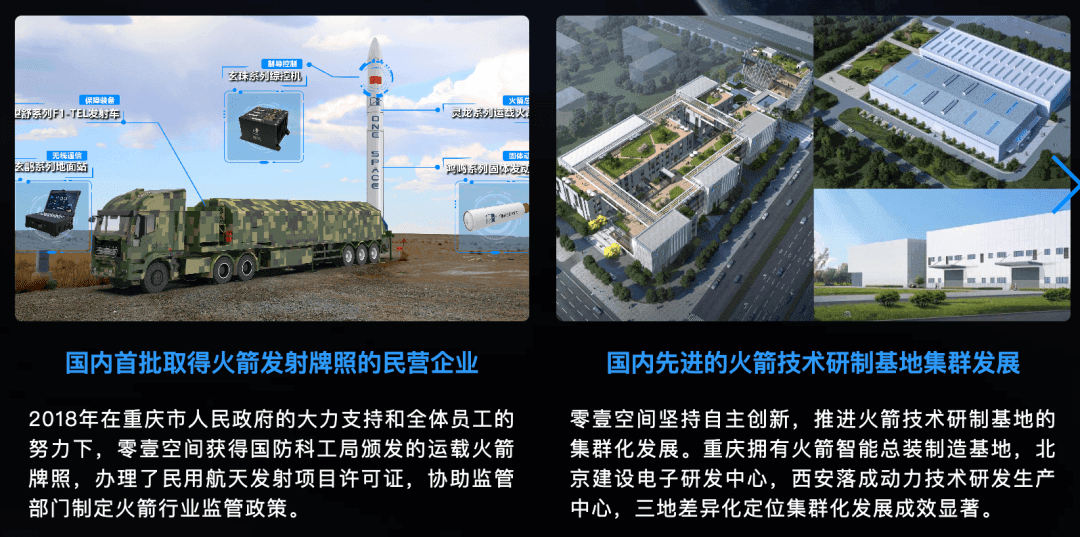 制导控制
玄珠系列综控机
保障装备
望舒系列F1-TEL发射车
无线通信
玄鹄系列地面站
火箭总
灵龙系列运载火
固体动
鸣鸠系列固体发动
ONE SPACE
国内首批取得火箭发射牌照的民营企业
2018年在重庆市人民政府的大力支持和全体员工的
努力下，零壹空间获得国防科工局颁发的运载火箭
牌照，办理了民用航天发射项目许可证，协助监管
部门制定火箭行业监管政策。
国内先进的火箭技术研制基地集群发展
零壹空间坚持自主创新，推进火箭技术研制基地的
集群化发展。重庆拥有火箭智能总装制造基地，北
京建设电子研发中心，西安落成动力技术研发生产
中心，三地差异化定位集群化发展成效显著。